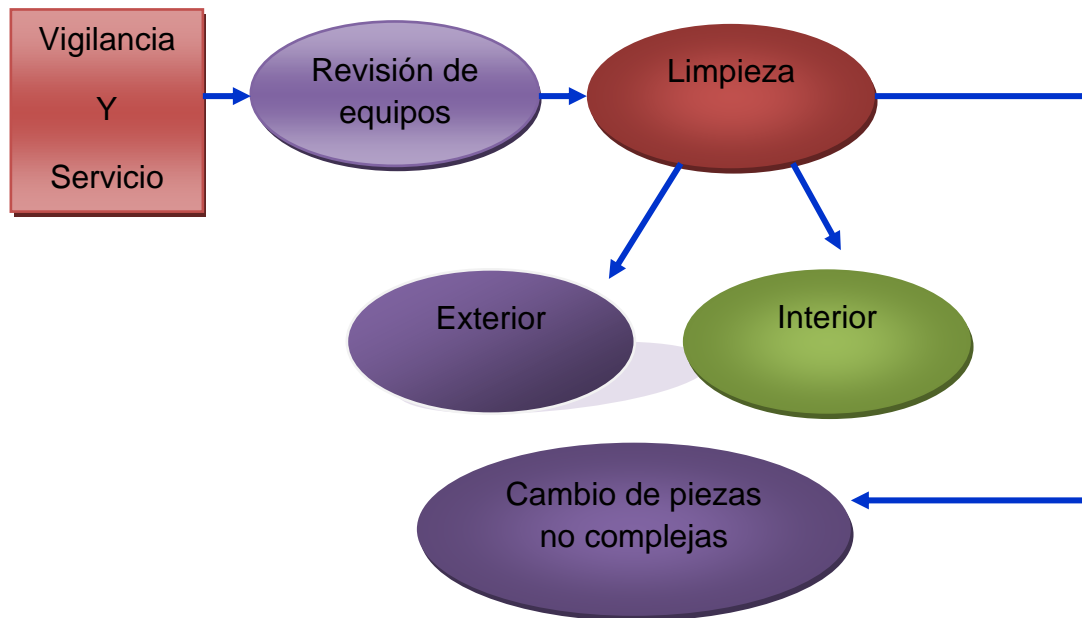 Vigilancia
Y
Servicio
Revisión de
equipos
Limpieza
Exterior
Interior
Cambio de piezas
no complejas